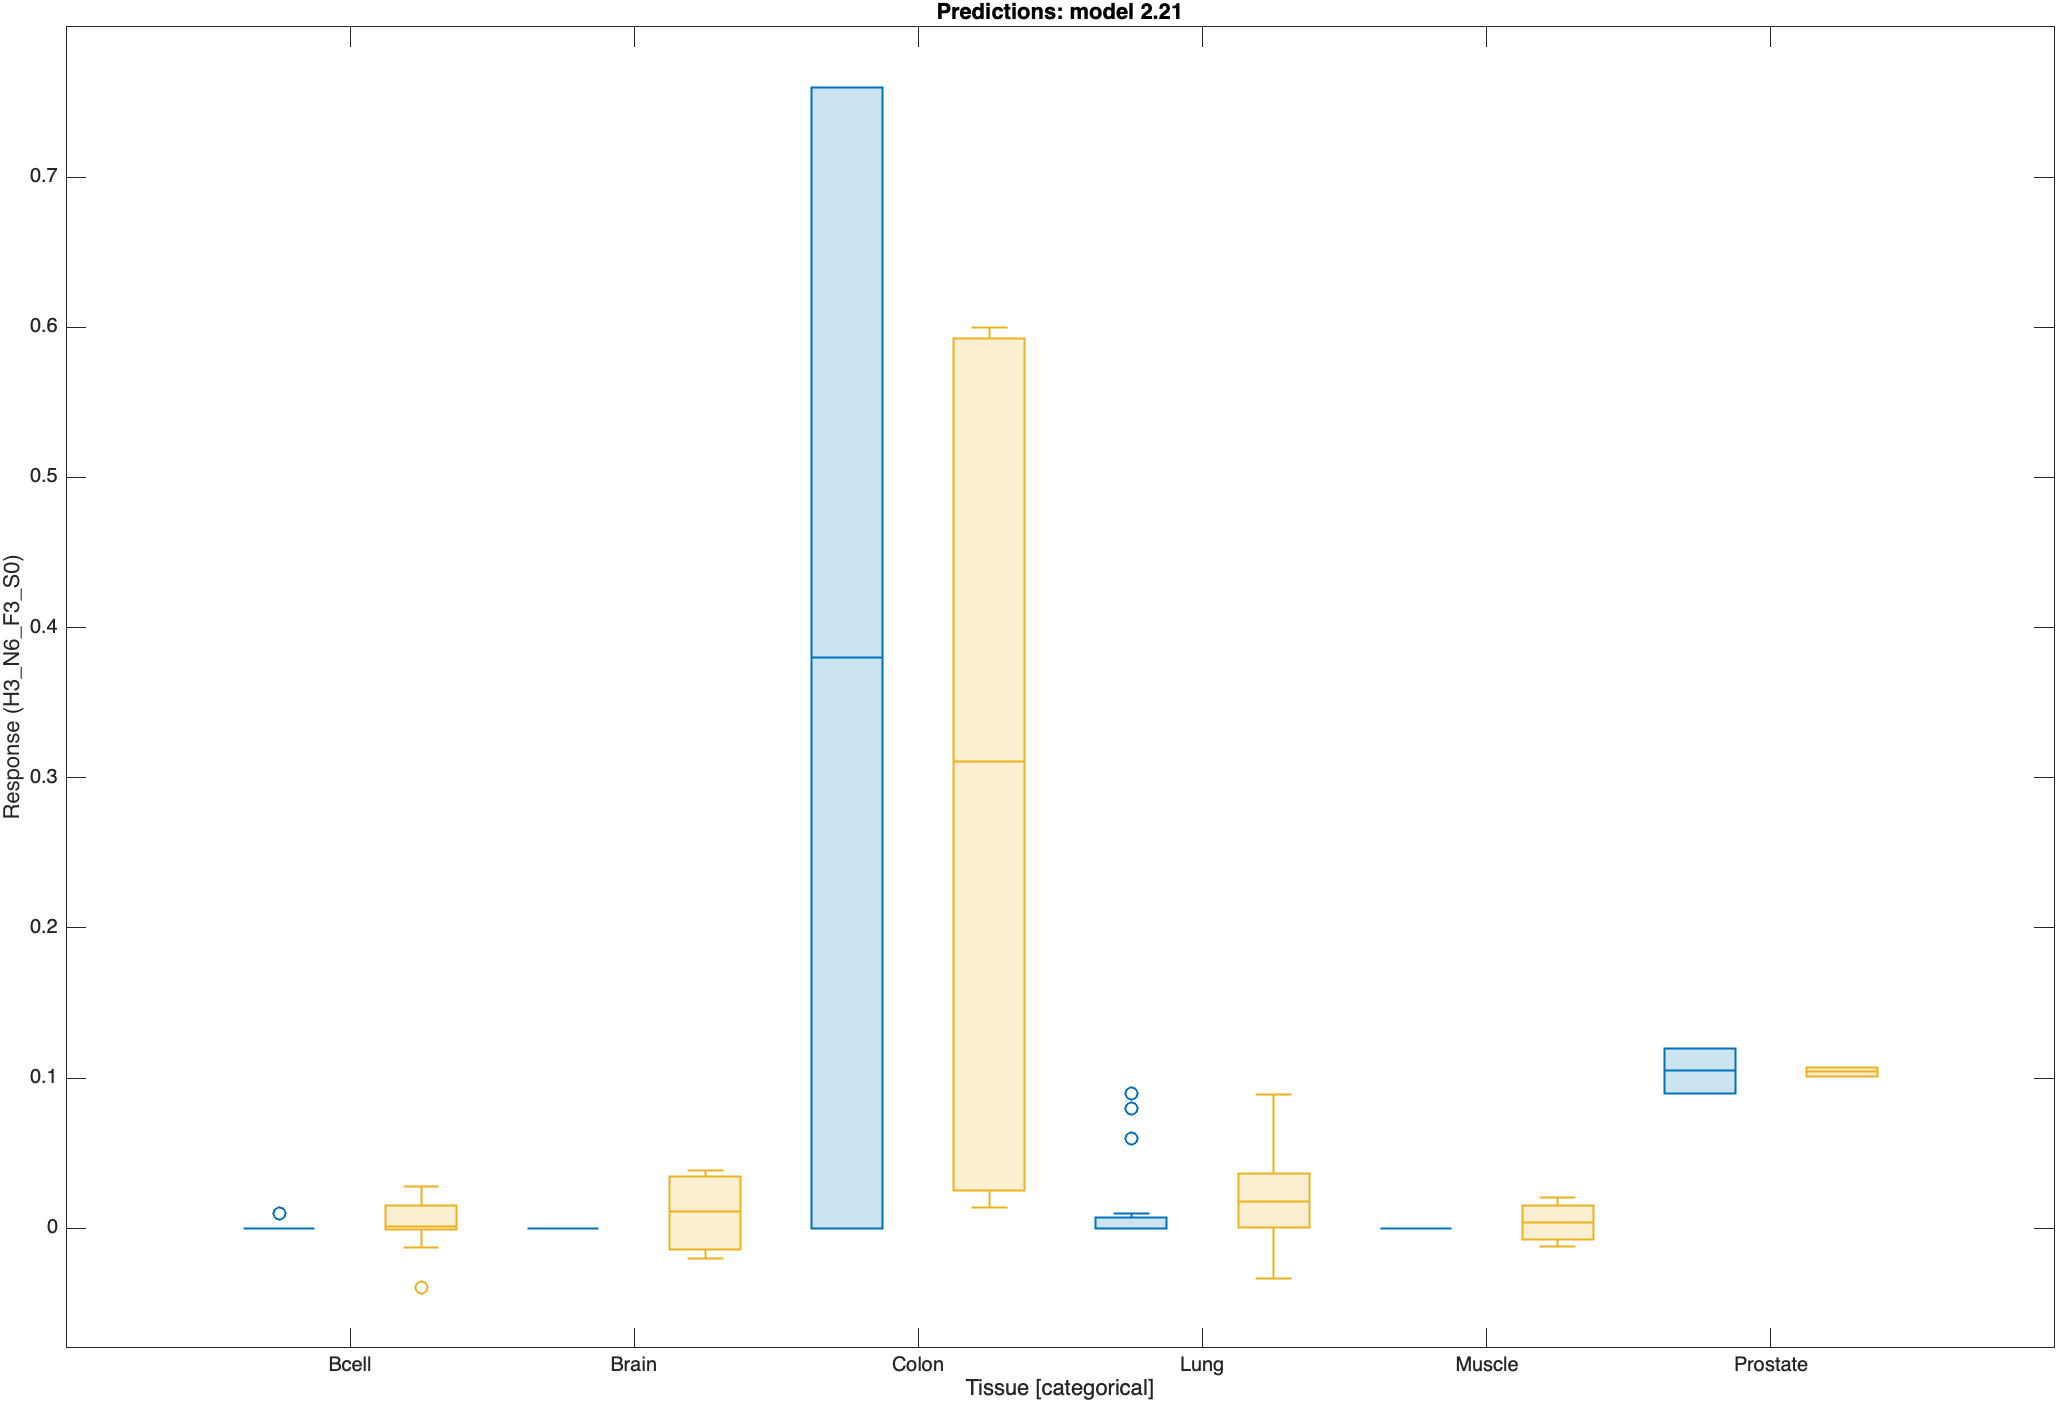 Predictions: model 2.21
Response (H3_N6_F3_S0)
0.7
0.6
0.5
0.4
0.3
0.2
0.1
0
Bcell Brain Colon Lung Muscle Prostate
Tissue [categorical]